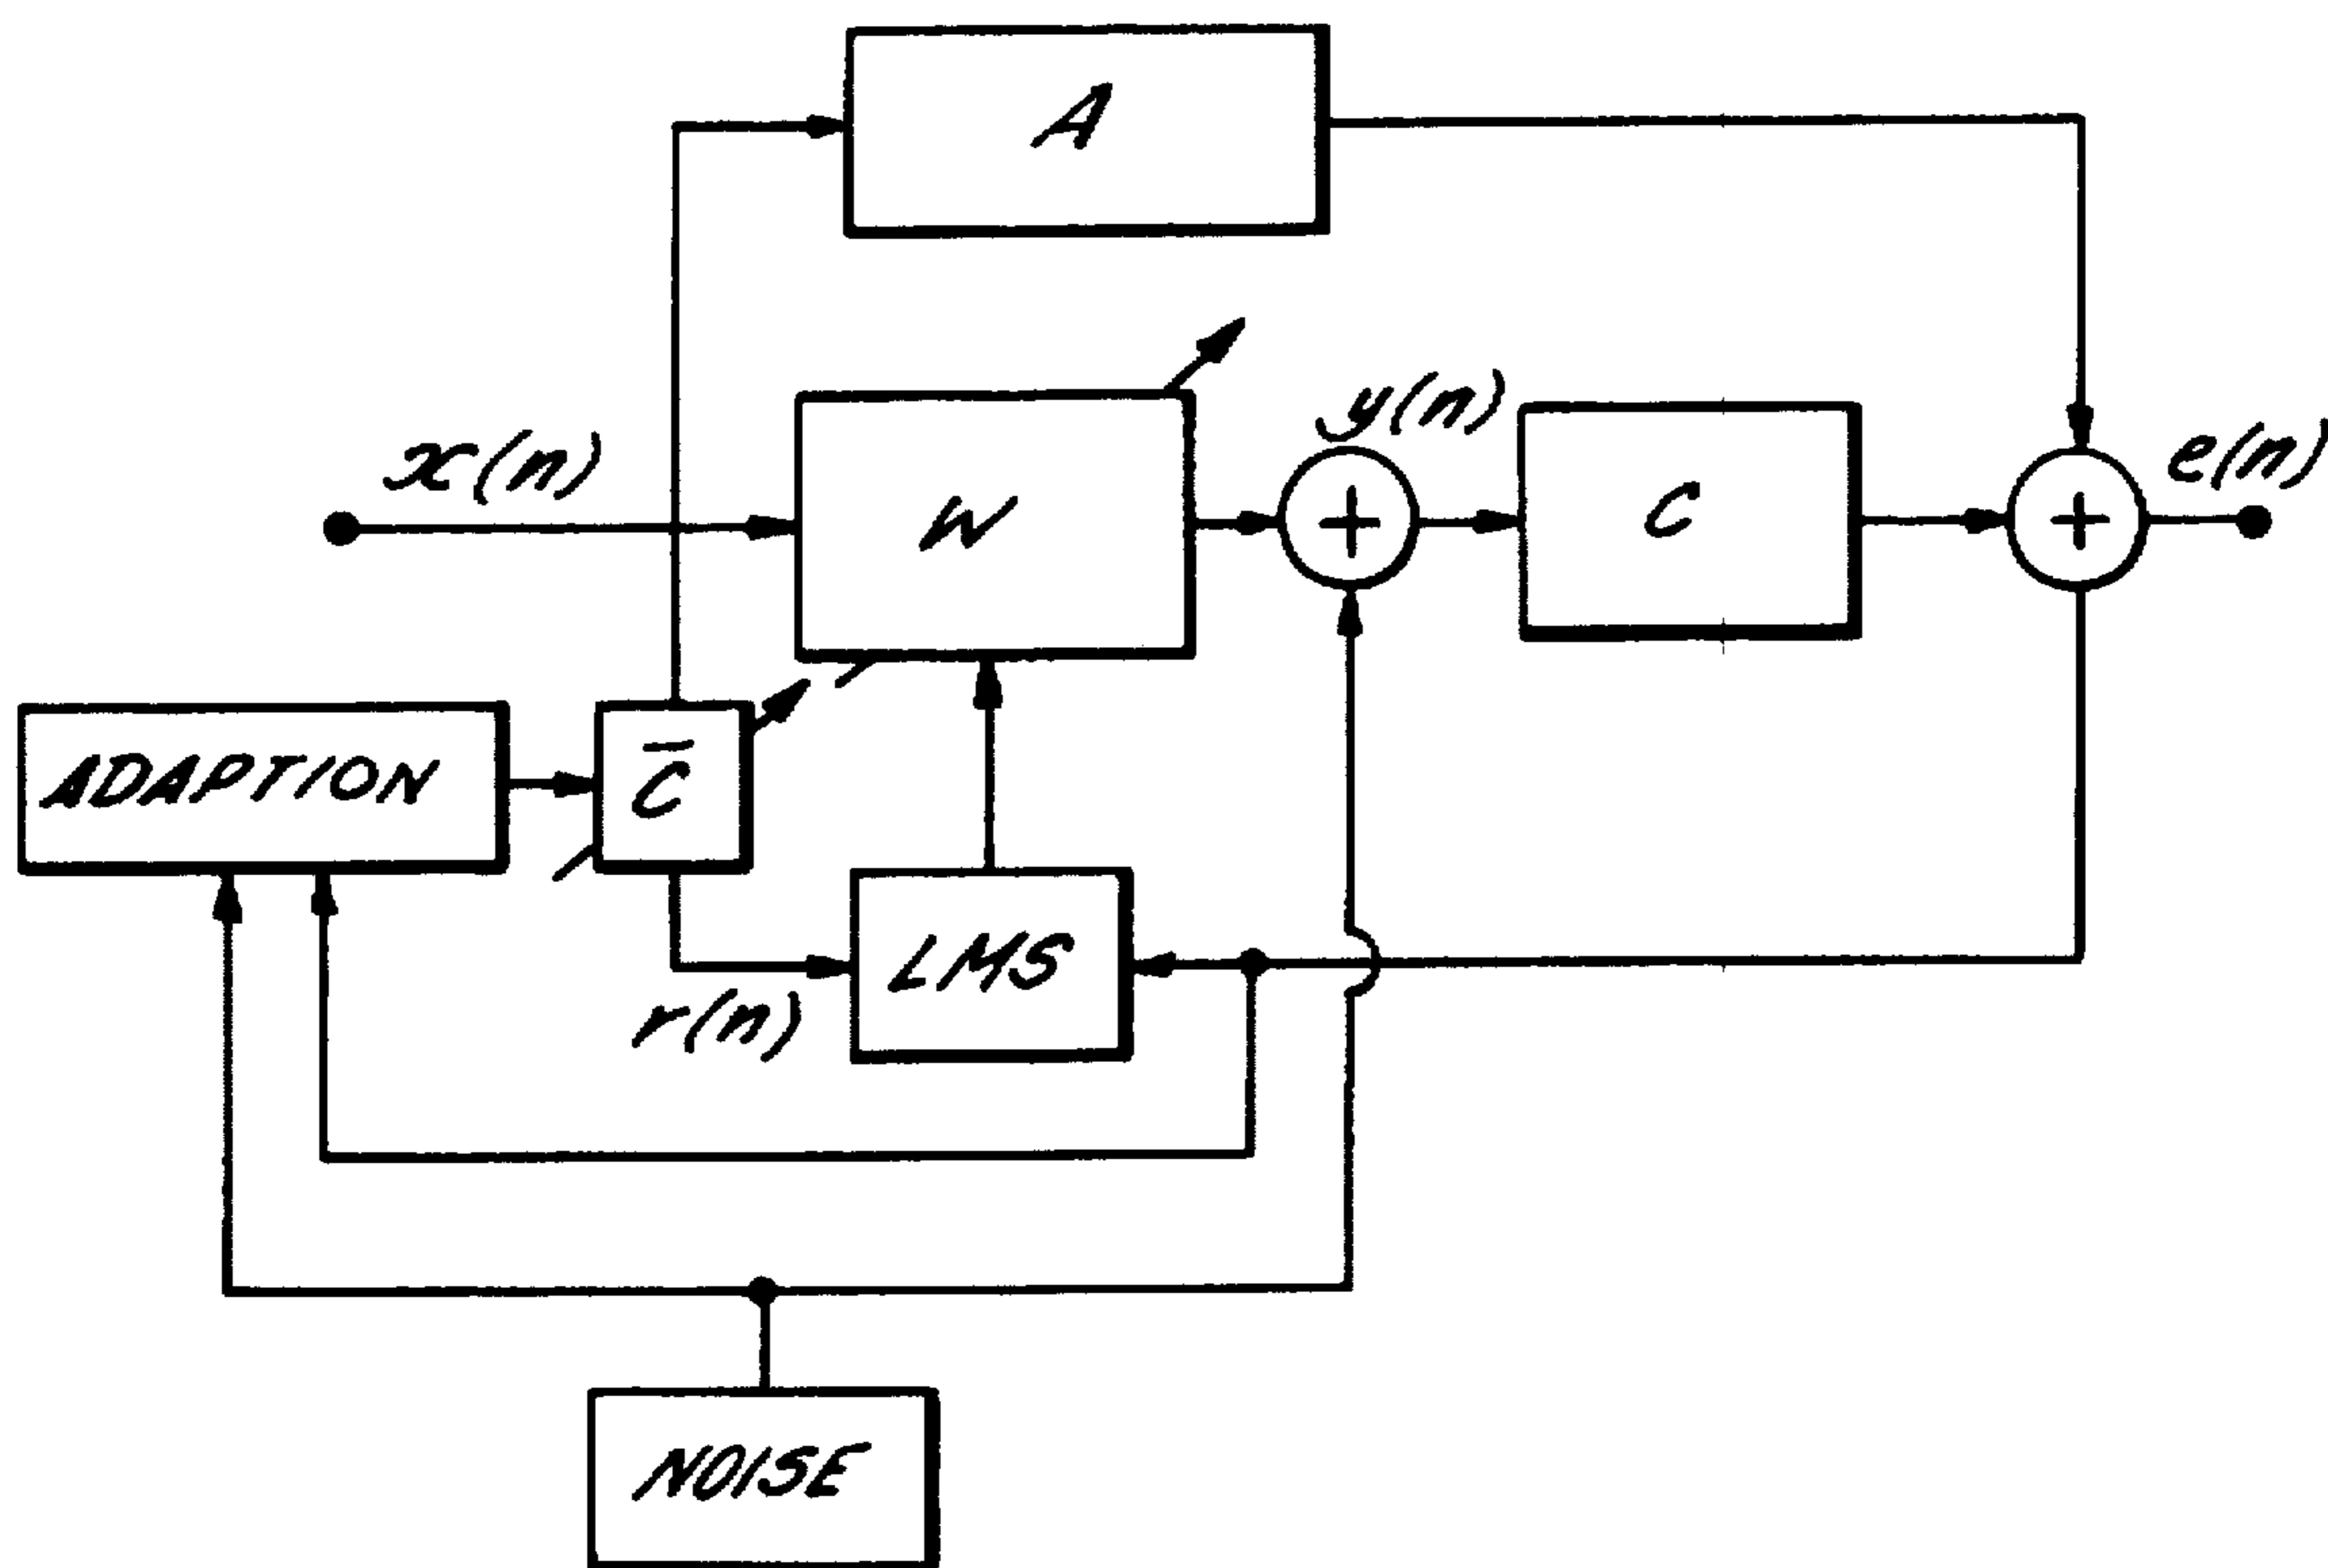 A
x(n)
W
y(n)
C
e(n)
ADAPTION
C̄
LMS
r(n)
NOISE